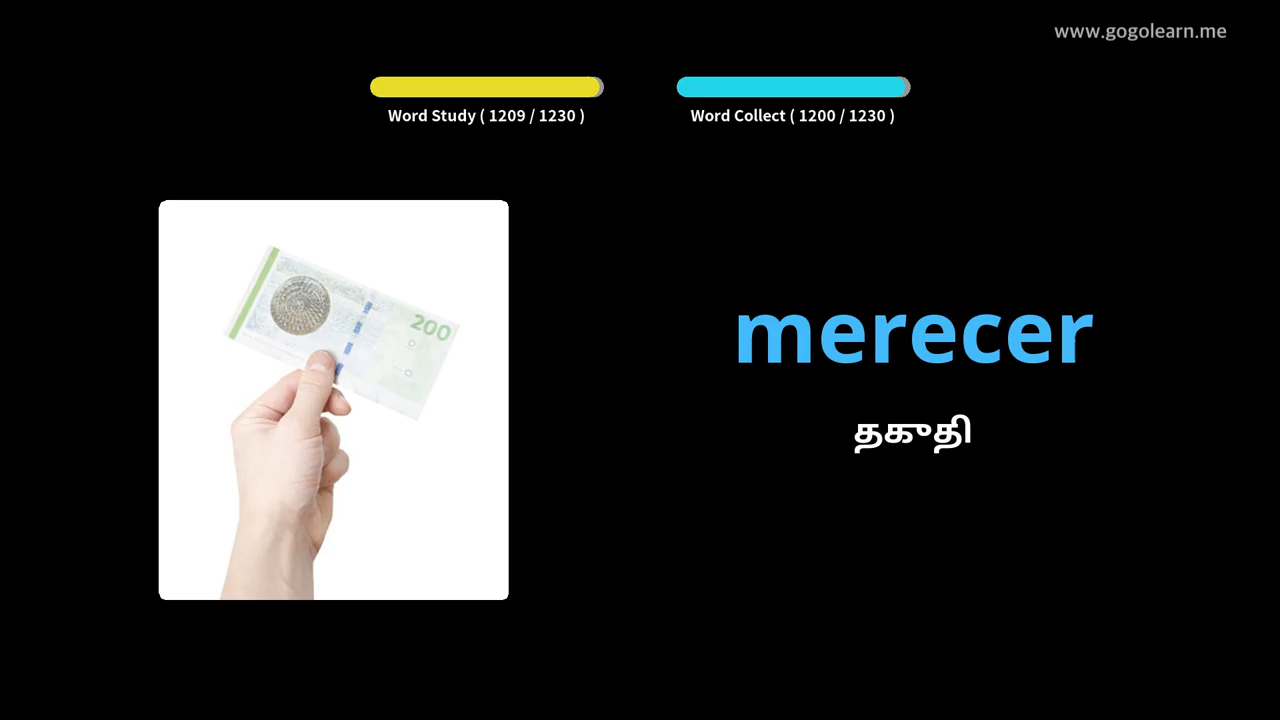 www.gogolearn.me
Word Study ( 1209 / 1230 )
Word Collect ( 1200 / 1230 )
200
merecer
தகுதி